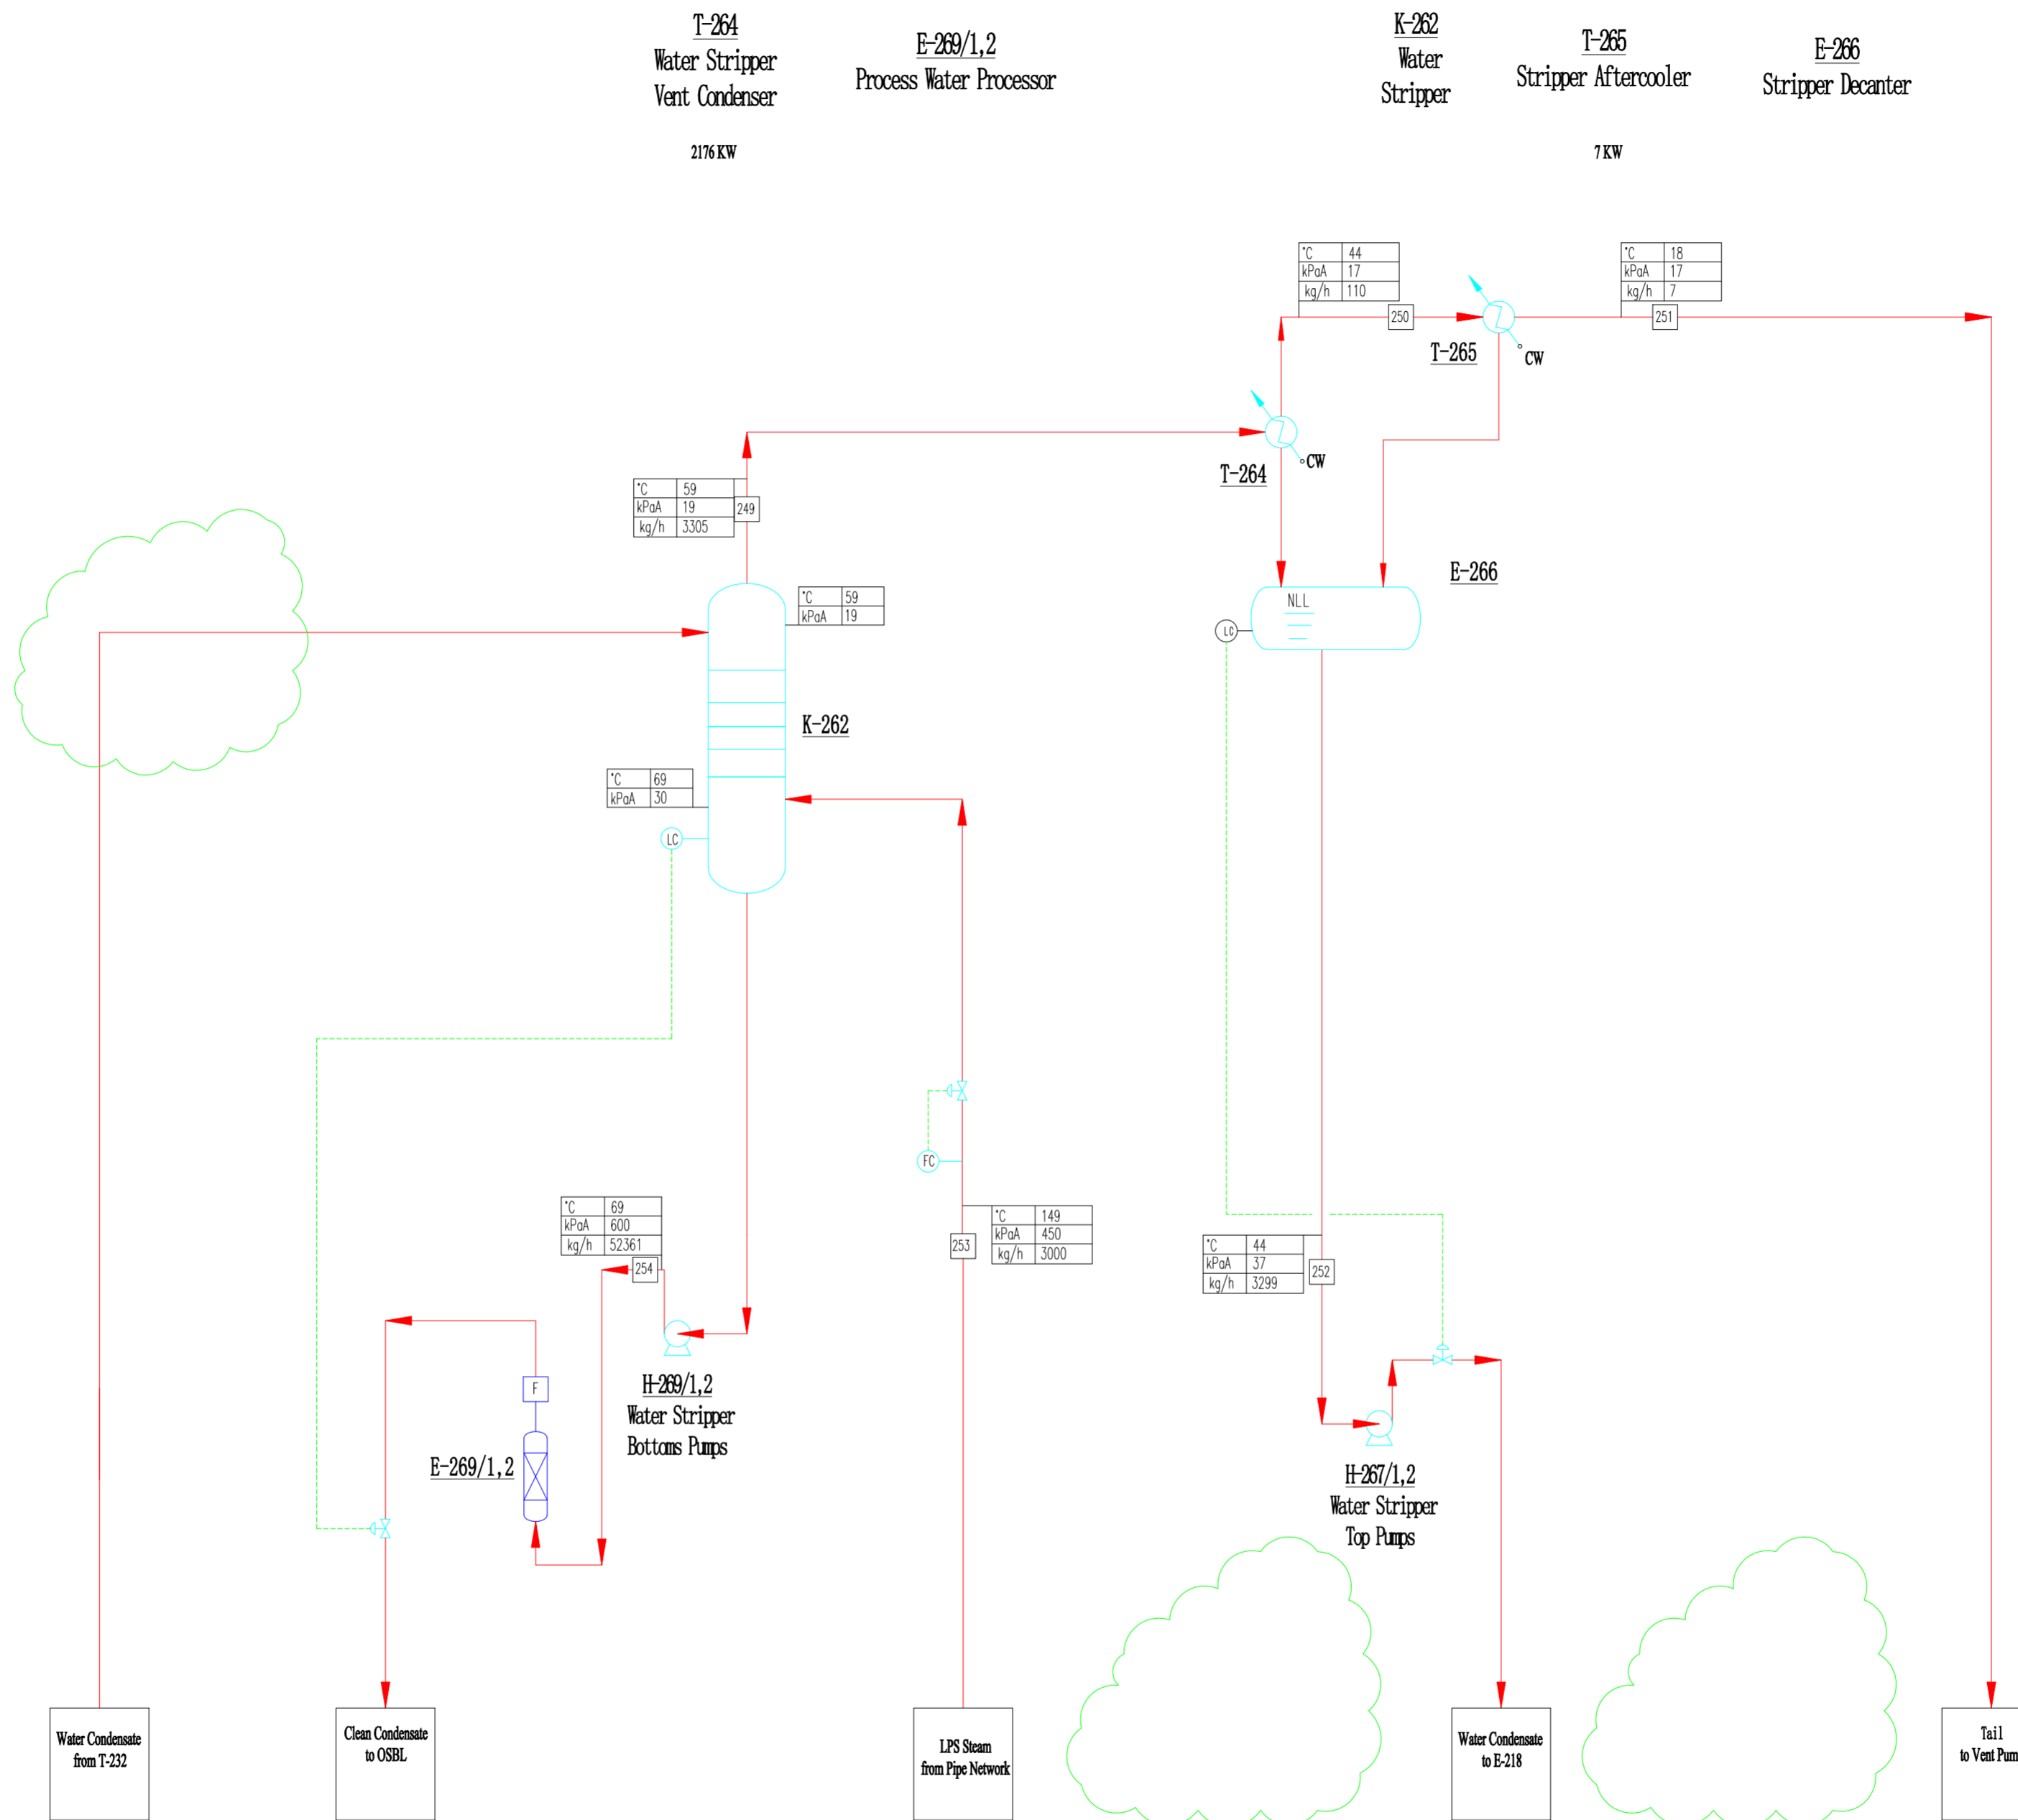 T-264
Water Stripper
Vent Condenser
2176 KW
E-269/1,2
Process Water Processor
K-262
Water
Stripper
T-265
Stripper Aftercooler
7 KW
E-266
Stripper Decanter
°C 44
kPaA 17
kg/h 110
250
°C 18
kPaA 17
kg/h 7
251
T-265
CW
CW
T-264
°C 59
kPaA 19
kg/h 3305
249
E-266
NLL
LC
°C 59
kPaA 19
K-262
°C 69
kPaA 30
LC
FC
°C 69
kPaA 600
kg/h 52361
254
°C 149
kPaA 450
kg/h 3000
253
°C 44
kPaA 37
kg/h 3299
252
F
E-269/1,2
H-269/1,2
Water Stripper
Bottoms Pumps
H-267/1,2
Water Stripper
Top Pumps
Water Condensate
from T-232
Clean Condensate
to OSBL
LPS Steam
from Pipe Network
Water Condensate
to E-218
Tail
to Vent Pum